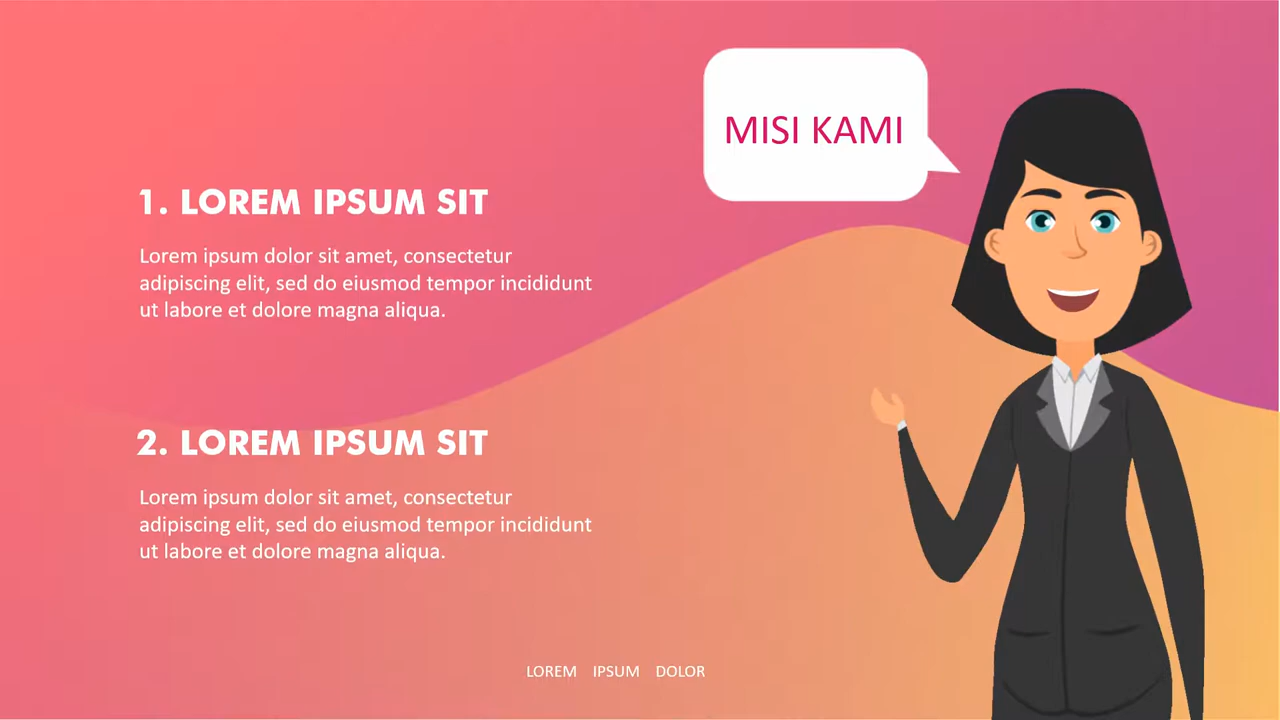 MISI KAMI
1. LOREM IPSUM SIT
Lorem ipsum dolor sit amet, consectetur
adipiscing elit, sed do eiusmod tempor incididunt
ut labore et dolore magna aliqua.
2. LOREM IPSUM SIT
Lorem ipsum dolor sit amet, consectetur
adipiscing elit, sed do eiusmod tempor incididunt
ut labore et dolore magna aliqua.
LOREM IPSUM DOLOR